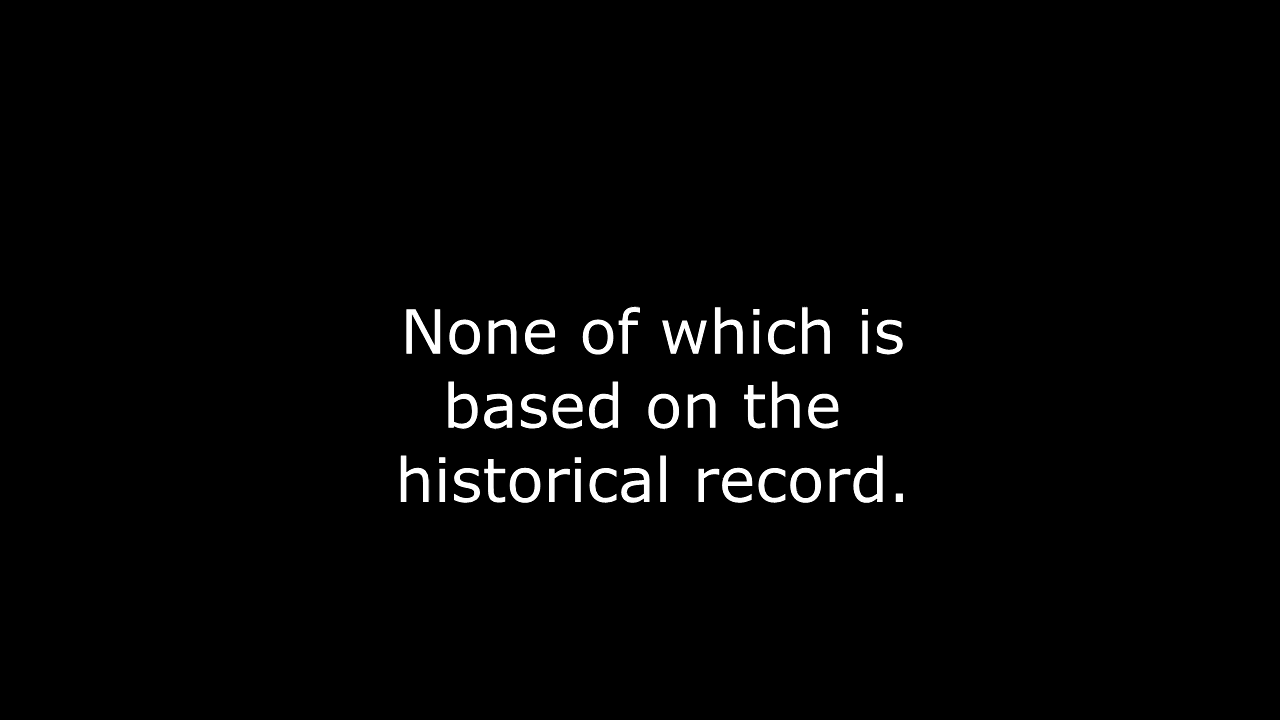 None of which is
based on the
historical record.